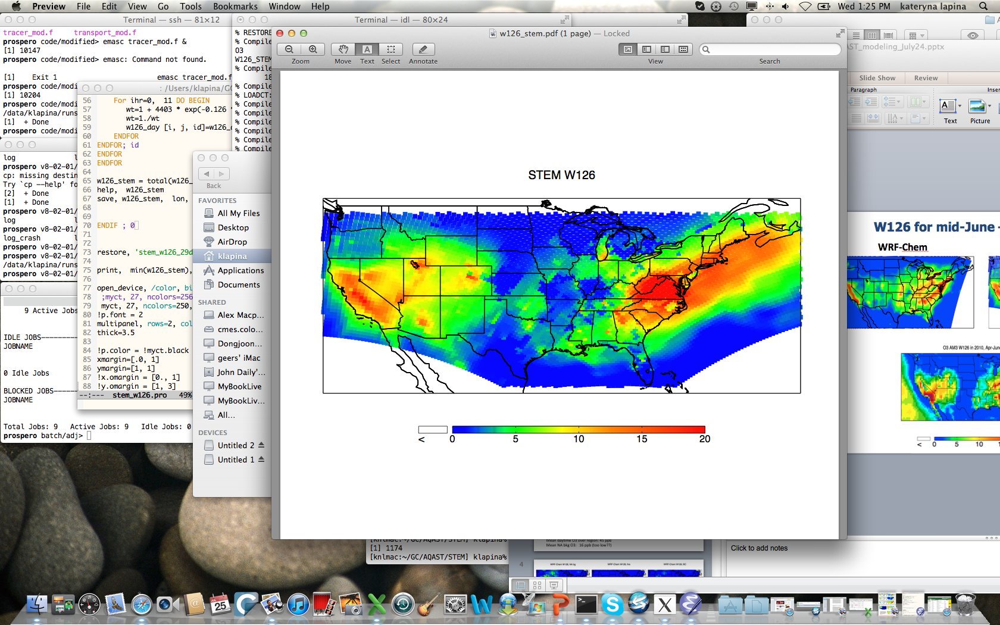 Preview File Edit View Go Tools Bookmarks Window Help
Wed 1:25 PM kateryna lapina
Terminal — ssh — 81×12
tracer_mod.f transport_mod.f
prospero code/modified> emasc tracer_mod.f &
[1] 10147
prospero code/modified> emasc: Command not found.
[1] Exit 1 emasc tracer_mod.f
prospero code/modi
[1] 10204
prospero code/modi
/data/klapina/runs
[1] + Done
prospero code/modi
log
prospero v8-02-01/
cp: missing destin
Try `cp --help' fo
[2] + Done
[1] + Done
prospero v8-02-01/
log
prospero v8-02-01/
log_crash
prospero v8-02-01/
prospero v8-02-01/
/data/klapina/runs
prospero v8-02-01/
9 Active Jobs
IDLE JOBS
JOBNAME
0 Idle Jobs
BLOCKED JOBS
JOBNAME
Total Jobs: 9 Active Jobs: 9 Idle Jobs: 0
prospero batch/adj>
: /Users/klapina/GC
56 For ihr=0, 11 DO BEGIN
57 wt=1 + 4403 * exp(-0.126 *
58 wt=1./wt
59 w126_day [i, j, id]=w126_
60 ENDFOR
61 ENDFOR; id
62 ENDFOR
63 ENDFOR
64
65 w126_stem = total(w126_
66 help, w126_stem
67 save, w126_stem, lon,
68
69
70 ENDIF ; 0
71
72
73 restore, 'stem_w126_29d
74
75 print, min(w126_stem),
76
77 open_device, /color, bi
78 ;myct, 27, ncolors=256
79 myct, 27, ncolors=250,
80 !p.font = 2
81 multipanel, rows=2, col
82 thick=3.5
83
84 !p.color = !myct.black
85 xmargin=[.0, 1]
86 ymargin=[1, 1]
87 !x.omargin = [0., 1]
88 !y.omargin = [1, 3]
--:--- stem_w126.pro 49%
Terminal — idl — 80×24
% RESTORE
% Compile
O3
W126_STEM
% Compile
18
% Compile
% LOADCT:
% Compile
% Compile
% Compile
% Compile
% Compile
% Compile
Back
FAVORITES
All My Files
Desktop
AirDrop
klapina
Applications
Documents
SHARED
Alex Macp...
cmes.colo...
Dongjoon...
geers' iMac
John Daily'...
MyBookLive
MyBookLiv...
All...
DEVICES
Untitled 2
Untitled 1
w126_stem.pdf (1 page) — Locked
Zoom Move Text Select Annotate View Search
STEM W126
< 0 5 10 15 20
AST_modeling_July24.pptx
Slide Show Review
Paragraph Inser
Text Picture
W126 for mid-June -
WRF-Chem
O3 AM3 W126 in 2010, Apr-Jun
< 0 5 10
Click to add notes
[knlmac:~/GC/AQAST/STEM] klapina%
[1] 1174
[knlmac:~/GC/AQAST/STEM] klapina%
Mean daytime O3 over region: 45 ppb
Mean NA bkg O3: 16 ppb (too low??)
4
JUL
25